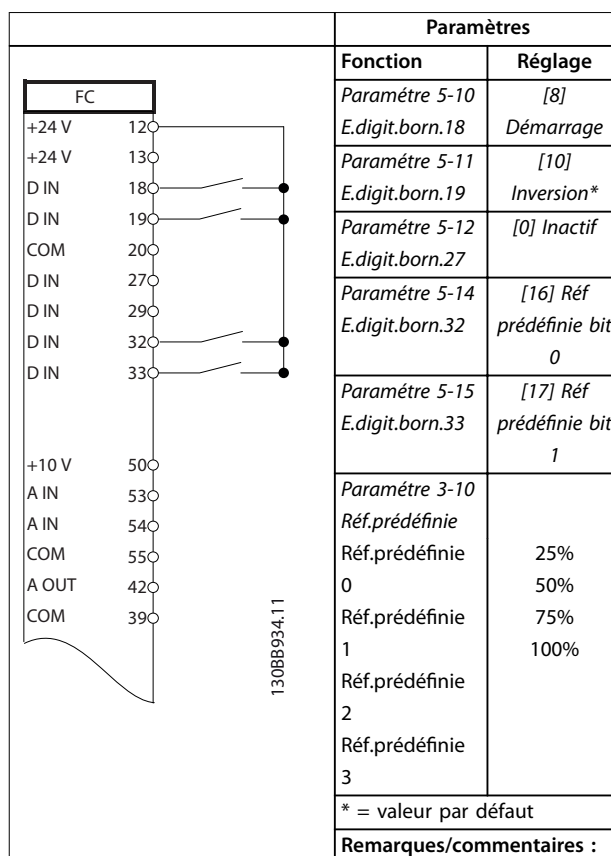 Paramètres
Fonction Réglage
FC
+24 V 12
+24 V 13
D IN 18
D IN 19
COM 20
D IN 27
D IN 29
D IN 32
D IN 33
+10 V 50
A IN 53
A IN 54
COM 55
A OUT 42
COM 39
130BB934.11
Paramétre 5-10 [8]
E.digit.born.18 Démarrage
Paramétre 5-11 [10]
E.digit.born.19 Inversion*
Paramétre 5-12 [0] Inactif
E.digit.born.27
Paramétre 5-14 [16] Réf
E.digit.born.32 prédéfinie bit
0
Paramétre 5-15 [17] Réf
E.digit.born.33 prédéfinie bit
1
Paramétre 3-10
Réf.prédéfinie
Réf.prédéfinie 25%
0 50%
Réf.prédéfinie 75%
1 100%
Réf.prédéfinie
2
Réf.prédéfinie
3
* = valeur par défaut
Remarques/commentaires :